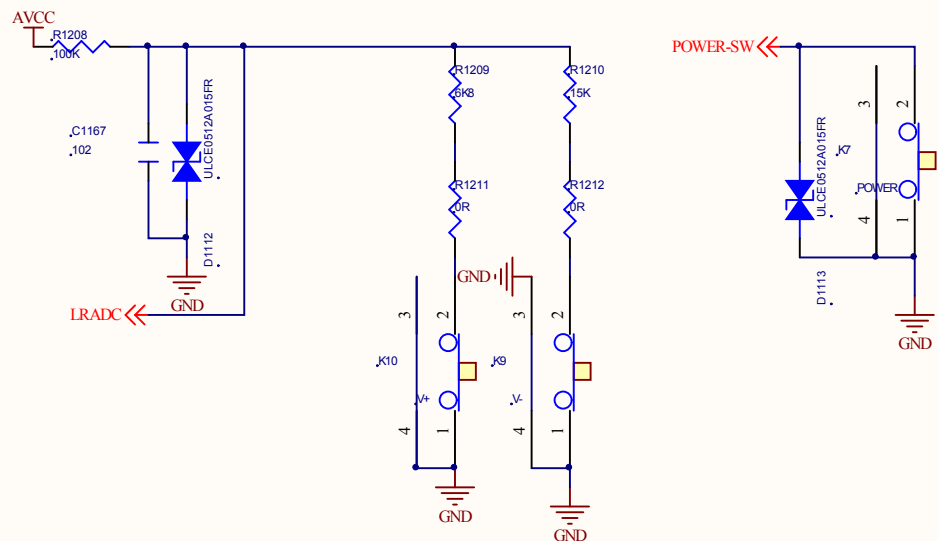 AVCC
R1208
100K
C1167
102
ULCE0512A015FR
D1112
GND
LRADC
R1209
6K8
R1210
15K
R1211
0R
R1212
0R
GND
3
2
3
2
K10
K9
V+
V-
4
1
4
1
GND
GND
POWER-SW
3
2
K7
ULCE0512A015FR
POWER
4
1
D1113
GND